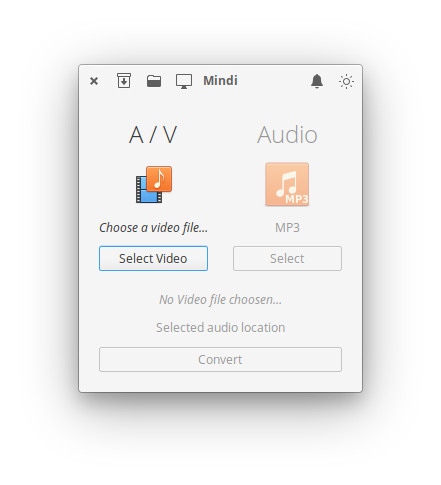 Mindi
A / V
Audio
MP3
Choose a video file...
MP3
Select Video
Select
No Video file choosen...
Selected audio location
Convert